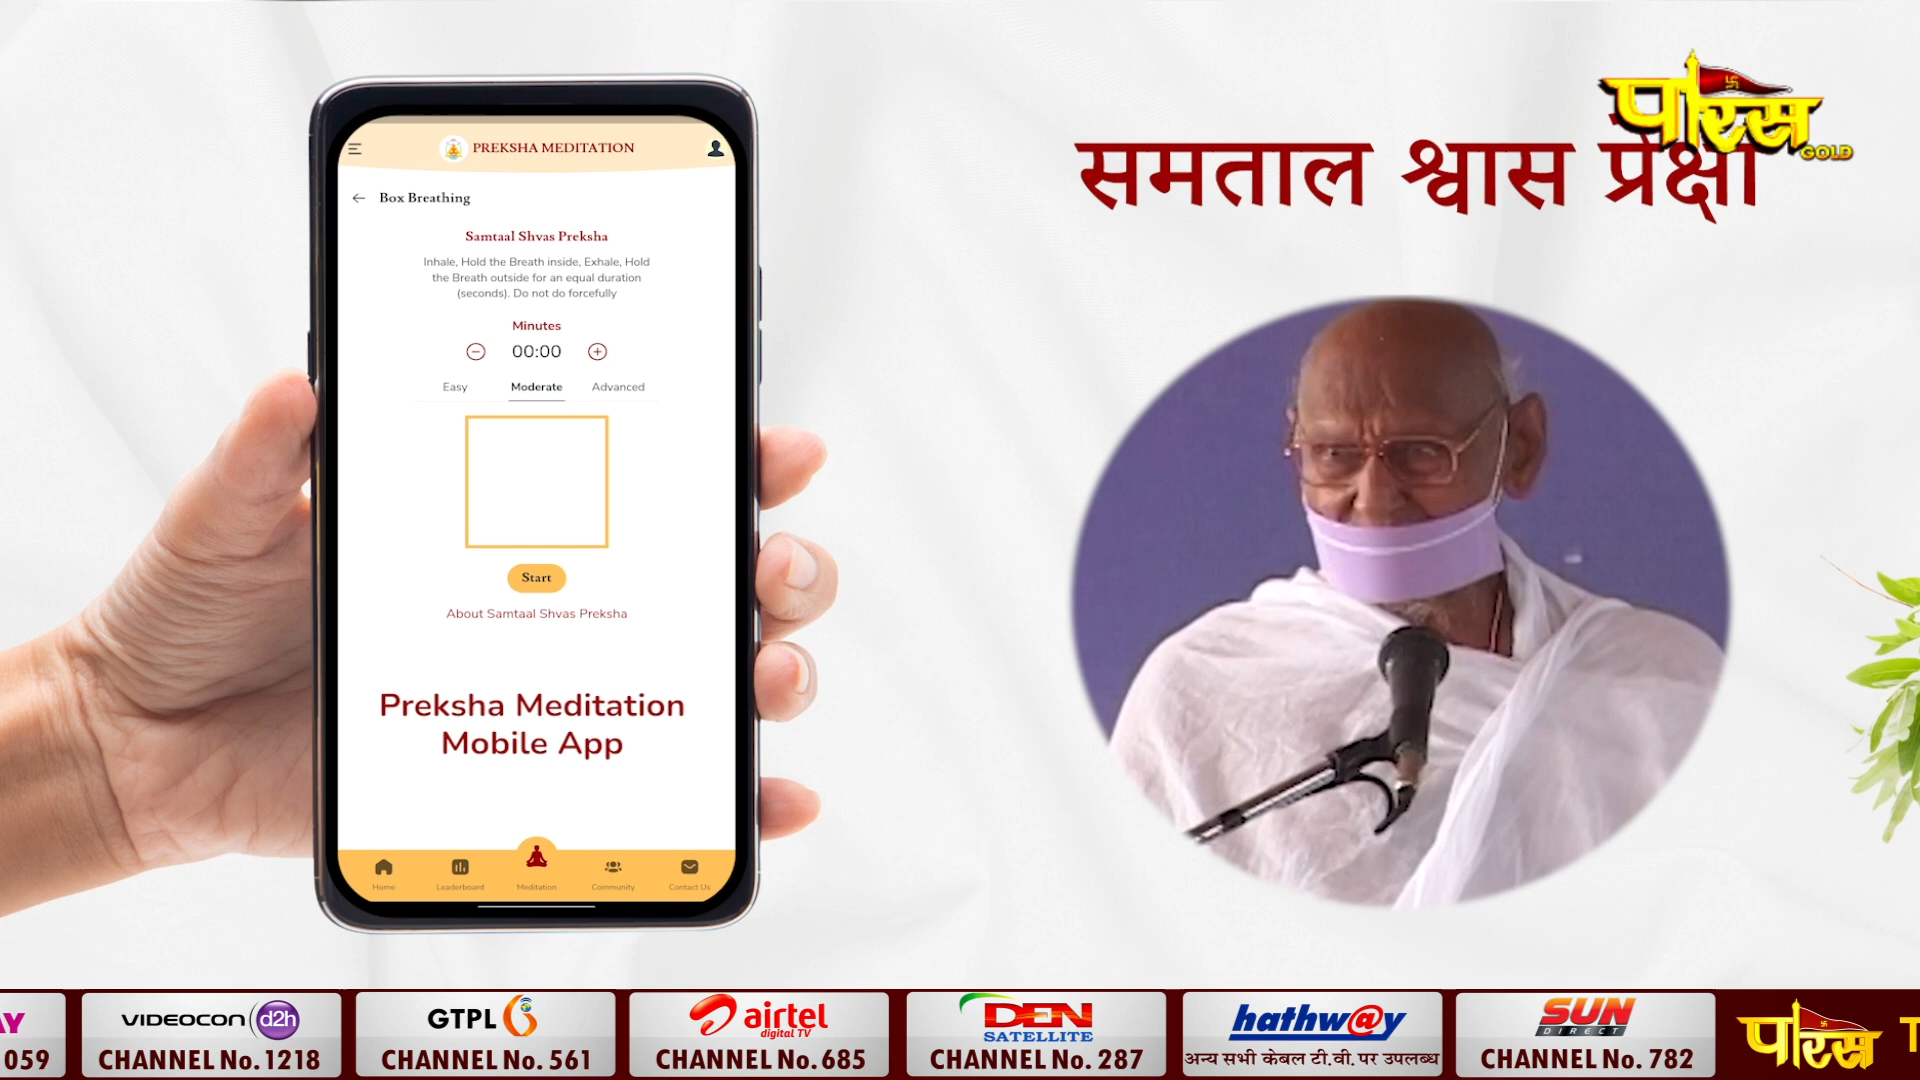 PREKSHA MEDITATION
Box Breathing
Samtaal Shvas Preksha
Inhale, Hold the Breath inside, Exhale, Hold
the Breath outside for an equal duration
(seconds). Do not do forcefully
Minutes
00:00
Easy Moderate Advanced
Start
About Samtaal Shvas Preksha
Preksha Meditation
Mobile App
Home Leaderboard Meditation Community Contact Us
पारस
GOLD
समताल श्वास प्रेक्षा
AY
059
VIDEOCON d2h
CHANNEL No. 1218
GTPL
CHANNEL No. 561
airtel
digital TV
CHANNEL No. 685
DEN
SATELLITE
CHANNEL No. 287
hathw@y
अन्य सभी केबल टी.वी. पर उपलब्ध
SUN
DIRECT
CHANNEL No. 782
पारस
T